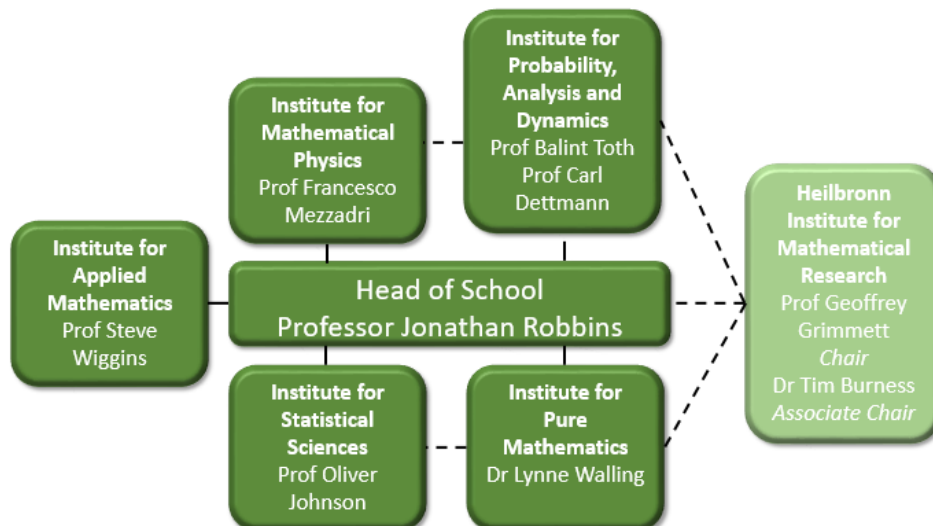 Institute for
Probability,
Analysis and
Dynamics
Prof Balint Toth
Prof Carl
Dettmann
Institute for
Mathematical
Physics
Prof Francesco
Mezzadri
Heilbronn
Institute for
Mathematical
Research
Prof Geoffrey
Grimmett
Chair
Dr Tim Burness
Associate Chair
Institute for
Applied
Mathematics
Prof Steve
Wiggins
Head of School
Professor Jonathan Robbins
Institute for
Statistical
Sciences
Prof Oliver
Johnson
Institute for
Pure
Mathematics
Dr Lynne Walling